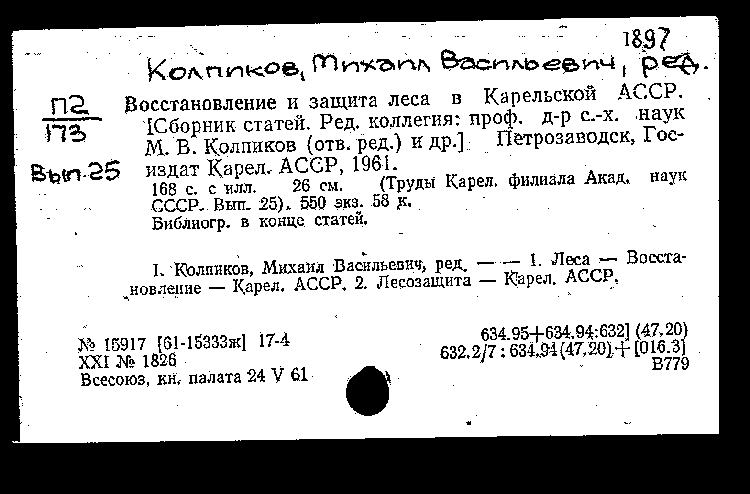 1897
Колпиков, Михаил Васильевич, ред.
П2
173
Вып. 25
Восстановление и защита леса в Карельской АССР.
[Сборник статей. Ред. коллегия: проф. д-р с.-х. наук
М. В. Колпиков (отв. ред.) и др.] Петрозаводск, Гос-
издат Карел. АССР, 1961.
168 с. с илл. 26 см. (Труды Карел. филиала Акад. наук
СССР. Вып. 25). 550 экз. 58 к.
Библиогр. в конце статей.
I. Колпиков, Михаил Васильевич, ред. — — 1. Леса — Восста-
новление — Карел. АССР. 2. Лесозащита — Карел. АССР.
№ 15917 [61-15333ж] 17-4
XXI № 1826
Всесоюз. кн. палата 24 V 61
634.95+634.94:632] (47.20)
632.2/7 : 634.94 (47.20) + [016.3]
В779